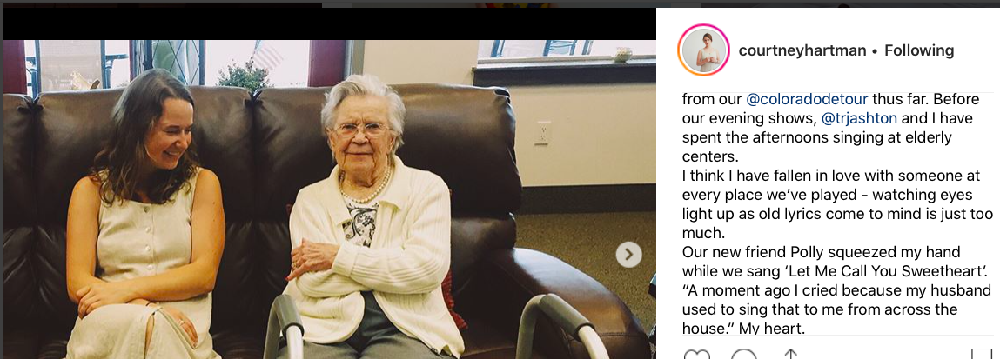 courtneyhartman • Following
from our @coloradodetour thus far. Before
our evening shows, @trjashton and I have
spent the afternoons singing at elderly
centers.
I think I have fallen in love with someone at
every place we’ve played - watching eyes
light up as old lyrics come to mind is just too
much.
Our new friend Polly squeezed my hand
while we sang ‘Let Me Call You Sweetheart’.
“A moment ago I cried because my husband
used to sing that to me from across the
house.” My heart.